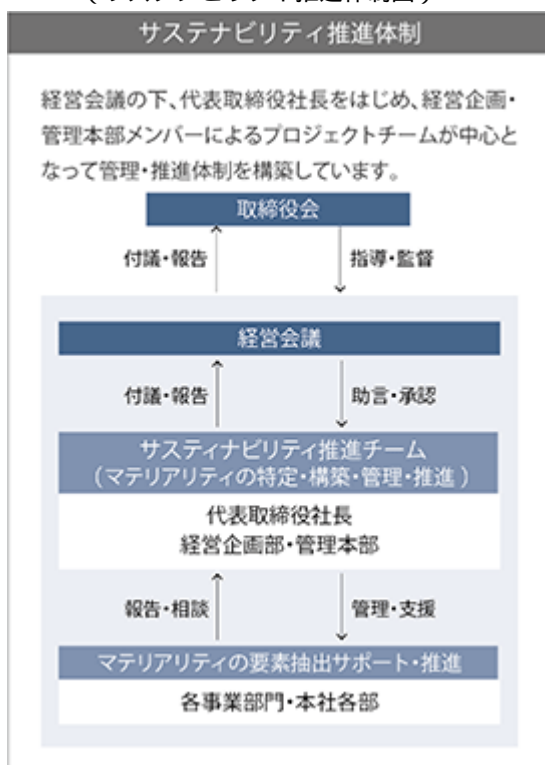 サステナビリティ推進体制
経営会議の下、代表取締役社長をはじめ、経営企画・
管理本部メンバーによるプロジェクトチームが中心と
なって管理・推進体制を構築しています。
取締役会
付議・報告
指導・監督
経営会議
付議・報告
助言・承認
サスティナビリティ推進チーム
(マテリアリティの特定・構築・管理・推進)
代表取締役社長
経営企画部・管理本部
報告・相談
管理・支援
マテリアリティの要素抽出サポート・推進
各事業部門・本社各部